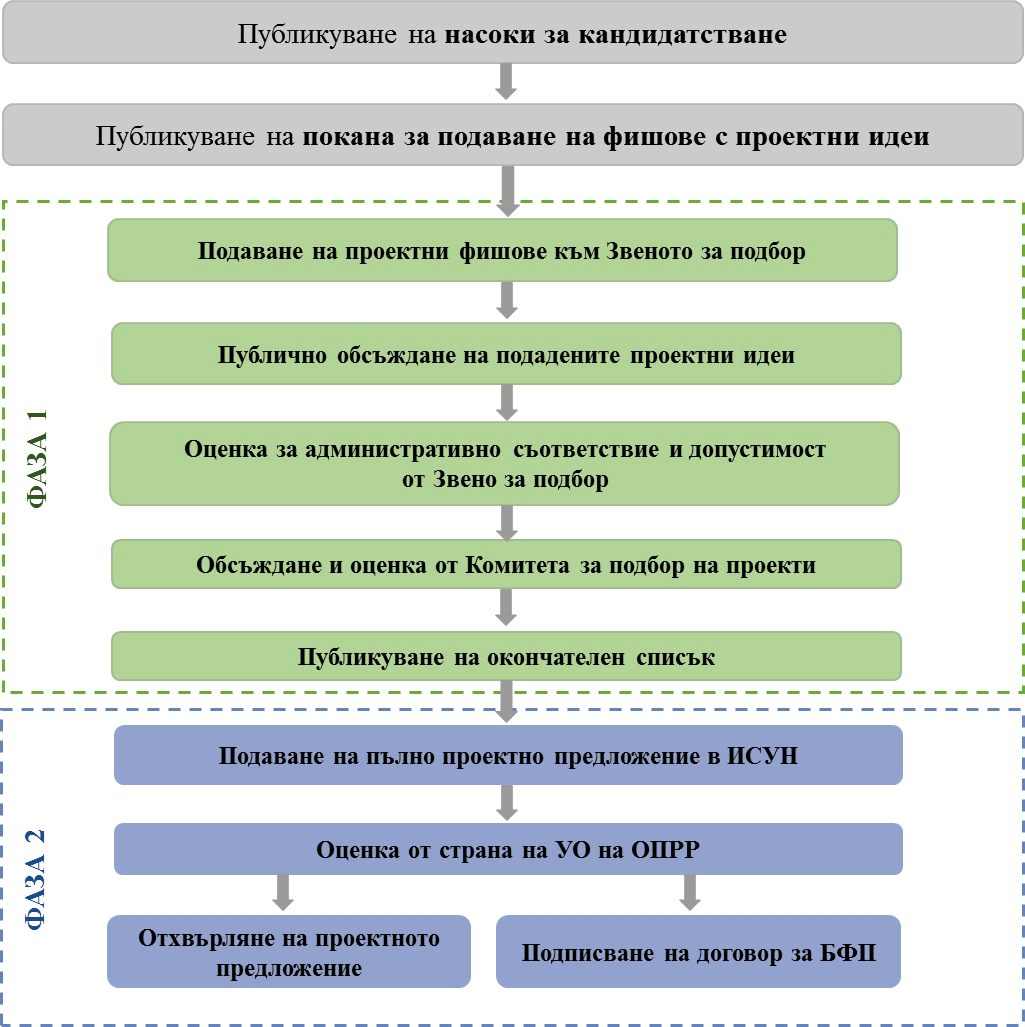 Публикуване на насоки за кандидатстване
Публикуване на покана за подаване на фишове с проектни идеи
ФАЗА 1
Подаване на проектни фишове към Звеното за подбор
Публично обсъждане на подадените проектни идеи
Оценка за административно съответствие и допустимост
от Звено за подбор
Обсъждане и оценка от Комитета за подбор на проекти
Публикуване на окончателен списък
ФАЗА 2
Подаване на пълно проектно предложение в ИСУН
Оценка от страна на УО на ОПРР
Отхвърляне на проектното
предложение
Подписване на договор за БФП